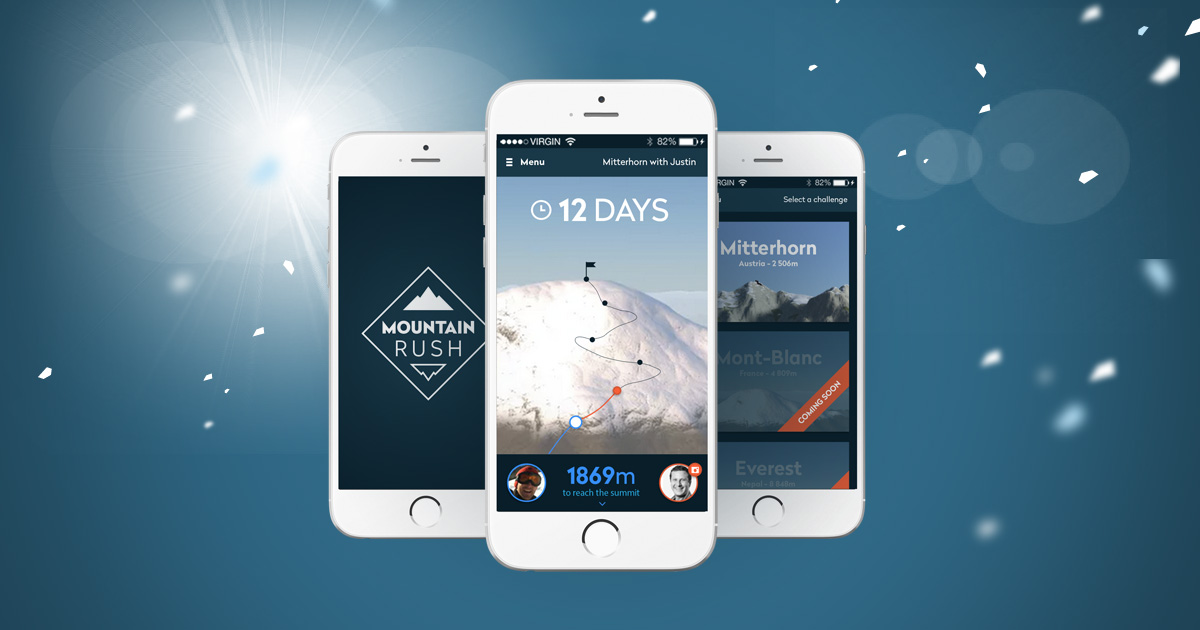 MOUNTAIN
RUSH
VIRGIN 82%
Menu Mitterhorn with Justin
12 DAYS
1869m
to reach the summit
82%
Select a challenge
Mitterhorn
Austria - 2 506m
Mont-Blanc
COMING SOON
Everest